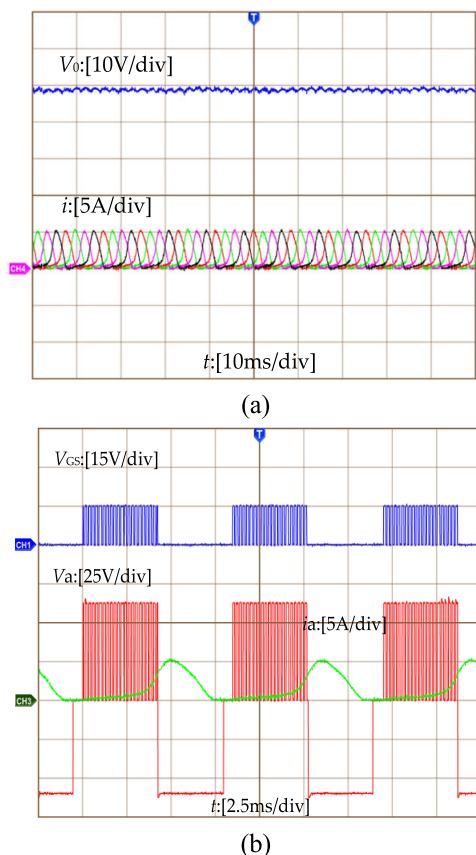 T
V0:[10V/div]
i:[5A/div]
CH4
t:[10ms/div]
(a)
T
VGS:[15V/div]
CH1
Va:[25V/div]
ia:[5A/div]
CH3
t:[2.5ms/div]
(b)